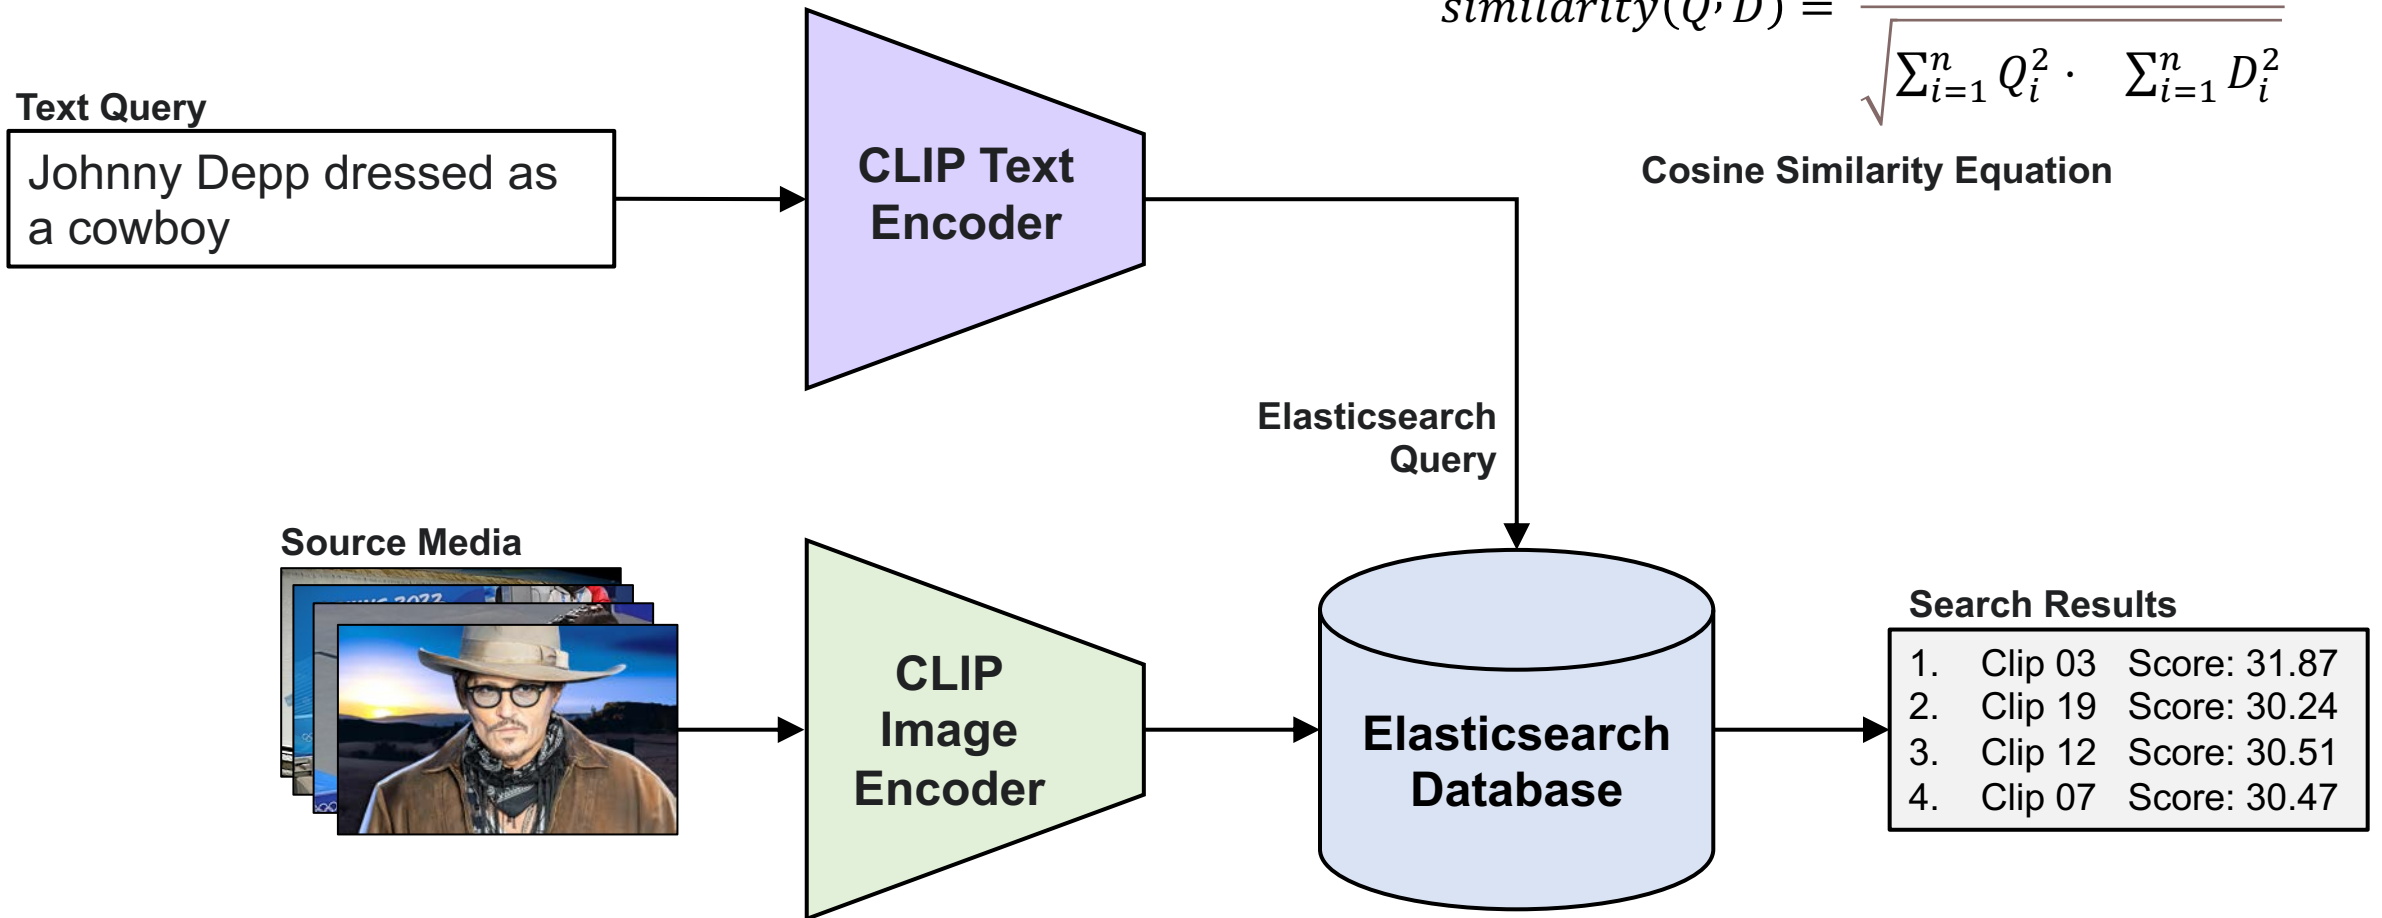 similarity(Q, D) =
√ ∑ⁿᵢ₌₁ Qᵢ² · ∑ⁿᵢ₌₁ Dᵢ²
Cosine Similarity Equation
Text Query
Johnny Depp dressed as
a cowboy
CLIP Text
Encoder
Elasticsearch
Query
Source Media
2022
CLIP
Image
Encoder
Elasticsearch
Database
Search Results
1. Clip 03 Score: 31.87
2. Clip 19 Score: 30.24
3. Clip 12 Score: 30.51
4. Clip 07 Score: 30.47